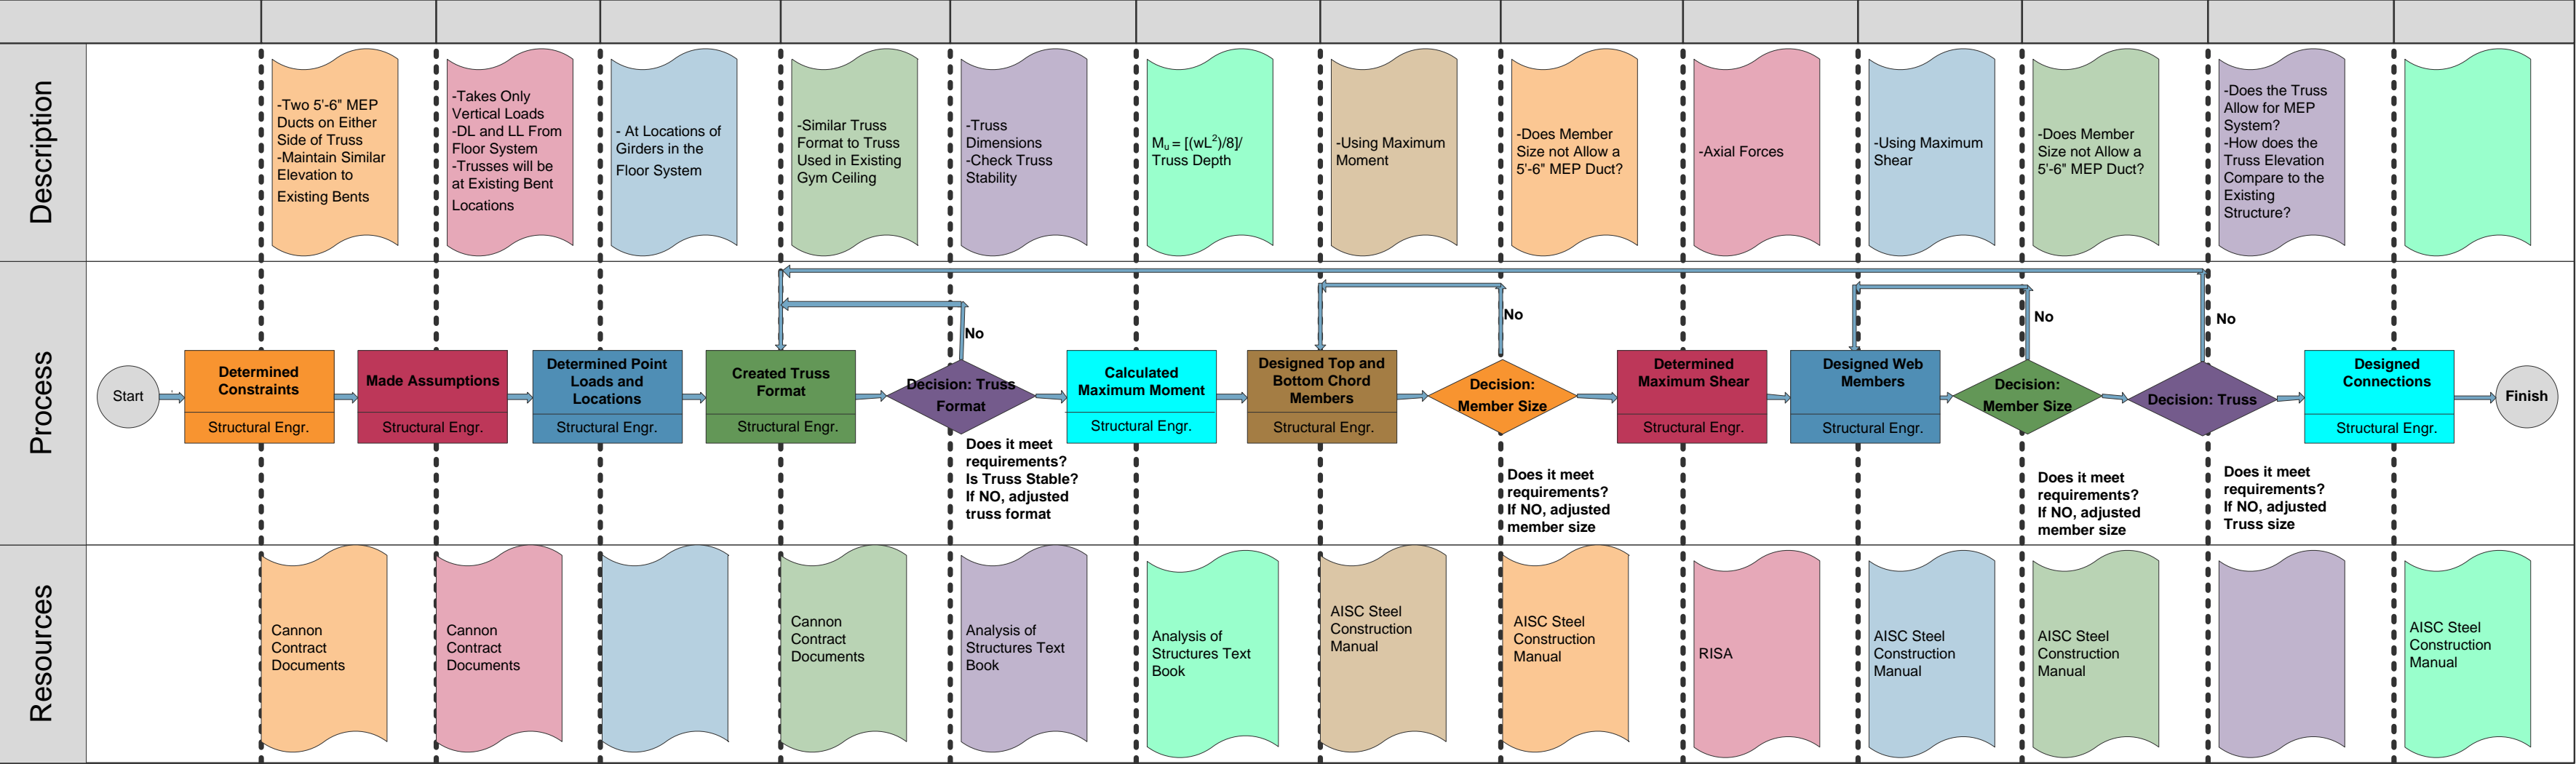 Description
-Two 5'-6" MEP
Ducts on Either
Side of Truss
-Maintain Similar
Elevation to
Existing Bents
-Takes Only
Vertical Loads
-DL and LL From
Floor System
-Trusses will be
at Existing Bent
Locations
- At Locations of
Girders in the
Floor System
-Similar Truss
Format to Truss
Used in Existing
Gym Ceiling
-Truss
Dimensions
-Check Truss
Stability
Mu = [(wL²)/8]/
Truss Depth
-Using Maximum
Moment
-Does Member
Size not Allow a
5'-6" MEP Duct?
-Axial Forces
-Using Maximum
Shear
-Does Member
Size not Allow a
5'-6" MEP Duct?
-Does the Truss
Allow for MEP
System?
-How does the
Truss Elevation
Compare to the
Existing
Structure?
Process
Start
Determined
Constraints
Structural Engr.
Made Assumptions
Structural Engr.
Determined Point
Loads and
Locations
Structural Engr.
Created Truss
Format
Structural Engr.
No
Decision: Truss
Format
Does it meet
requirements?
Is Truss Stable?
If NO, adjusted
truss format
Calculated
Maximum Moment
Structural Engr.
Designed Top and
Bottom Chord
Members
Structural Engr.
No
Decision:
Member Size
Does it meet
requirements?
If NO, adjusted
member size
Determined
Maximum Shear
Structural Engr.
Designed Web
Members
Structural Engr.
No
Decision:
Member Size
Does it meet
requirements?
If NO, adjusted
member size
No
Decision: Truss
Does it meet
requirements?
If NO, adjusted
Truss size
Designed
Connections
Structural Engr.
Finish
Resources
Cannon
Contract
Documents
Cannon
Contract
Documents
Cannon
Contract
Documents
Analysis of
Structures Text
Book
Analysis of
Structures Text
Book
AISC Steel
Construction
Manual
AISC Steel
Construction
Manual
RISA
AISC Steel
Construction
Manual
AISC Steel
Construction
Manual
AISC Steel
Construction
Manual